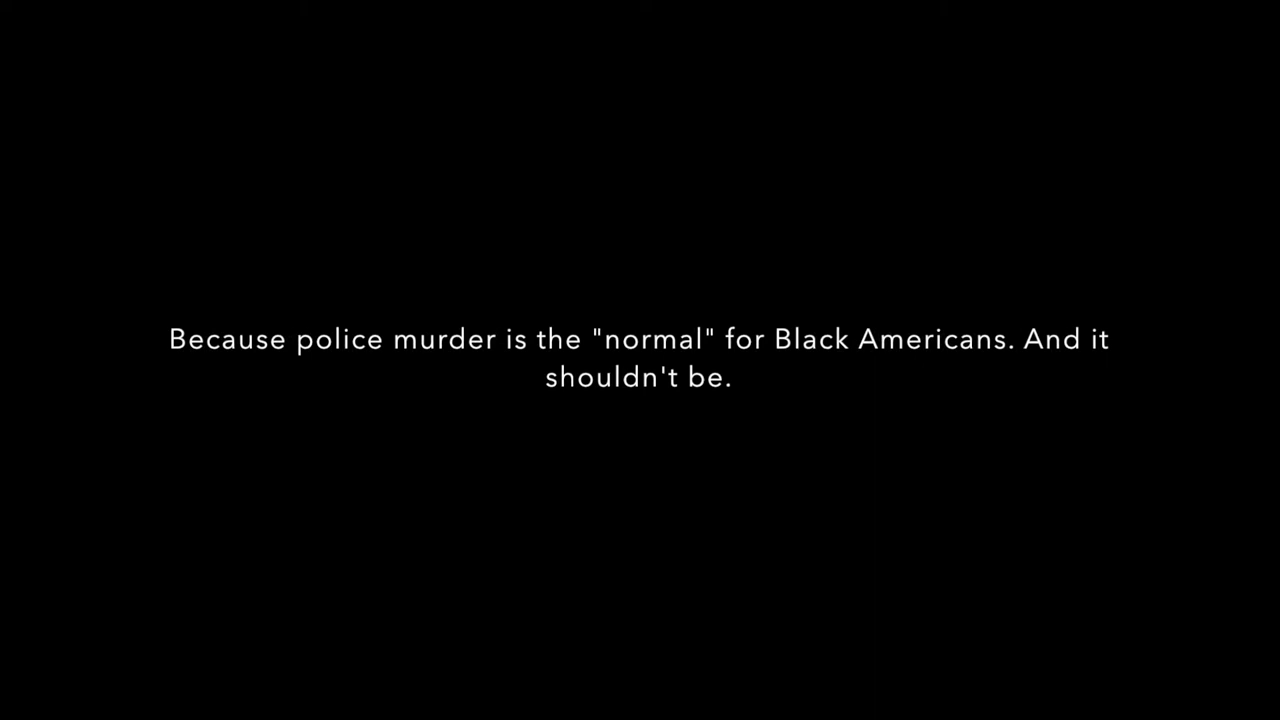 Because police murder is the "normal" for Black Americans. And it
shouldn't be.